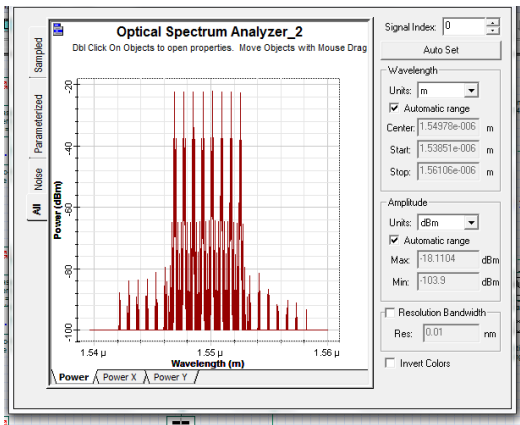 Optical Spectrum Analyzer_2
Dbl Click On Objects to open properties. Move Objects with Mouse Drag
Sampled
Parameterized
Noise
All
Power (dBm)
-20
-40
-60
-80
-100
1.54 µ
1.55 µ
1.56 µ
Wavelength (m)
Power
Power X
Power Y
Signal Index: 0
Auto Set
Wavelength
Units: m
Automatic range
Center: 1.54978e-006 m
Start: 1.53851e-006 m
Stop: 1.56106e-006 m
Amplitude
Units: dBm
Automatic range
Max: -18.1104 dBm
Min: -103.9 dBm
Resolution Bandwidth
Res: 0.01 nm
Invert Colors